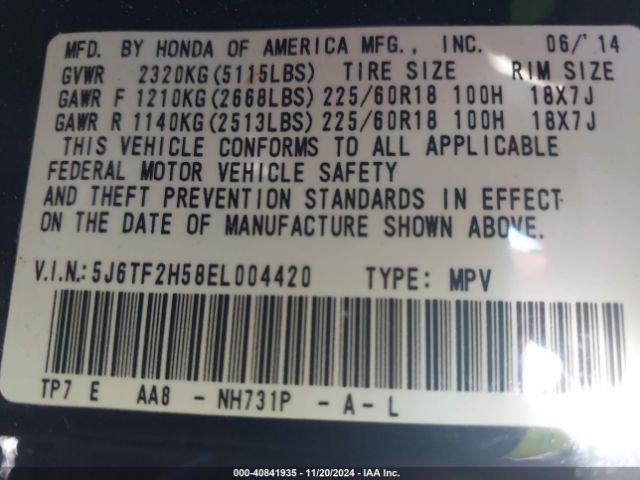 MFD. BY HONDA OF AMERICA MFG., INC. 06/'14
GVWR 2320KG(5115LBS) TIRE SIZE RIM SIZE
GAWR F 1210KG(2668LBS) 225/60R18 100H 18X7J
GAWR R 1140KG(2513LBS) 225/60R18 100H 18X7J
THIS VEHICLE CONFORMS TO ALL APPLICABLE
FEDERAL MOTOR VEHICLE SAFETY
AND THEFT PREVENTION STANDARDS IN EFFECT
ON THE DATE OF MANUFACTURE SHOWN ABOVE.
V.I.N.:5J6TF2H58EL004420 TYPE: MPV
TP7 E AA8 - NH731P - A - L
000-40841935 - 11/20/2024 - IAA Inc.